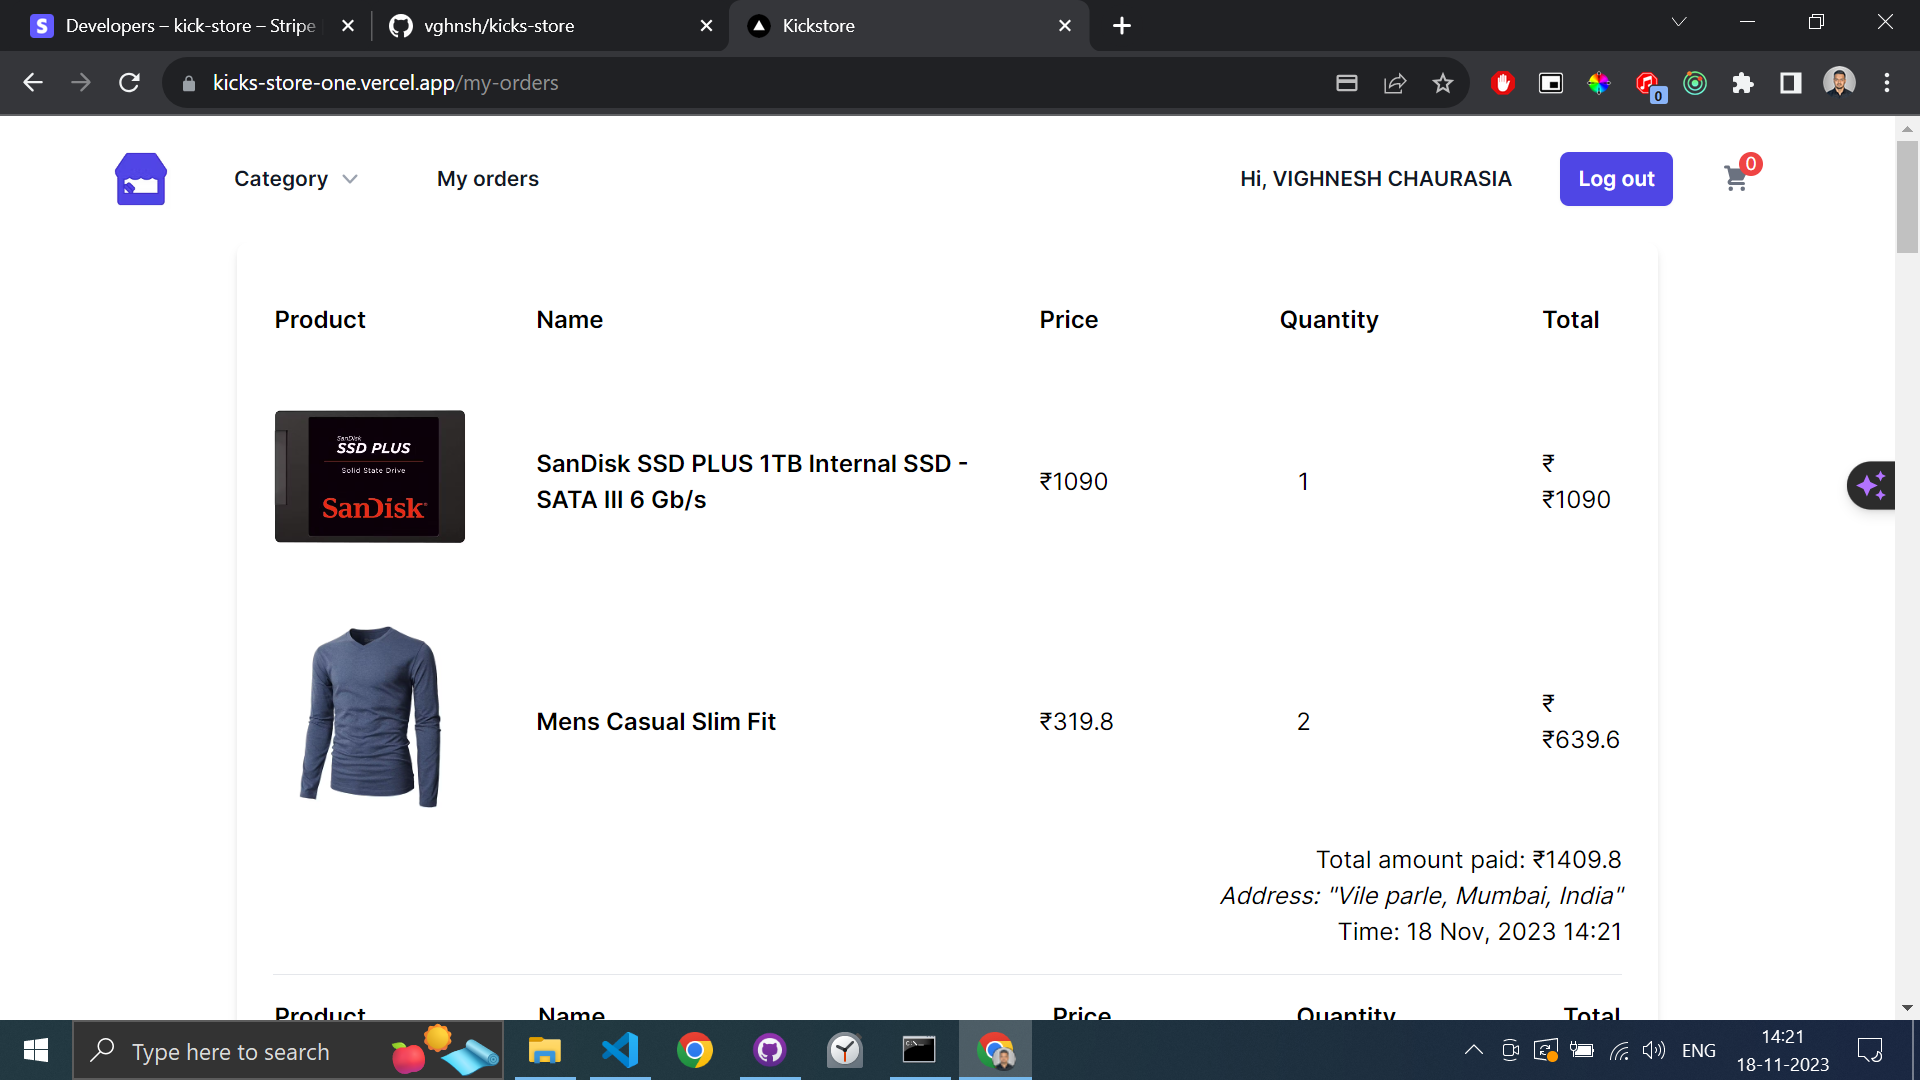 Developers – kick-store – Stripe
vghnsh/kicks-store
Kickstore
kicks-store-one.vercel.app/my-orders
0
Category
My orders
Hi, VIGHNESH CHAURASIA
Log out
0
Product Name Price Quantity Total
SanDisk
SSD PLUS
Solid State Drive
SanDisk
SanDisk SSD PLUS 1TB Internal SSD -
SATA III 6 Gb/s
₹1090
1
₹
₹1090
Mens Casual Slim Fit
₹319.8
2
₹
₹639.6
Total amount paid: ₹1409.8
Address: "Vile parle, Mumbai, India"
Time: 18 Nov, 2023 14:21
Product Name Price Quantity Total
Type here to search
ENG
14:21
18-11-2023